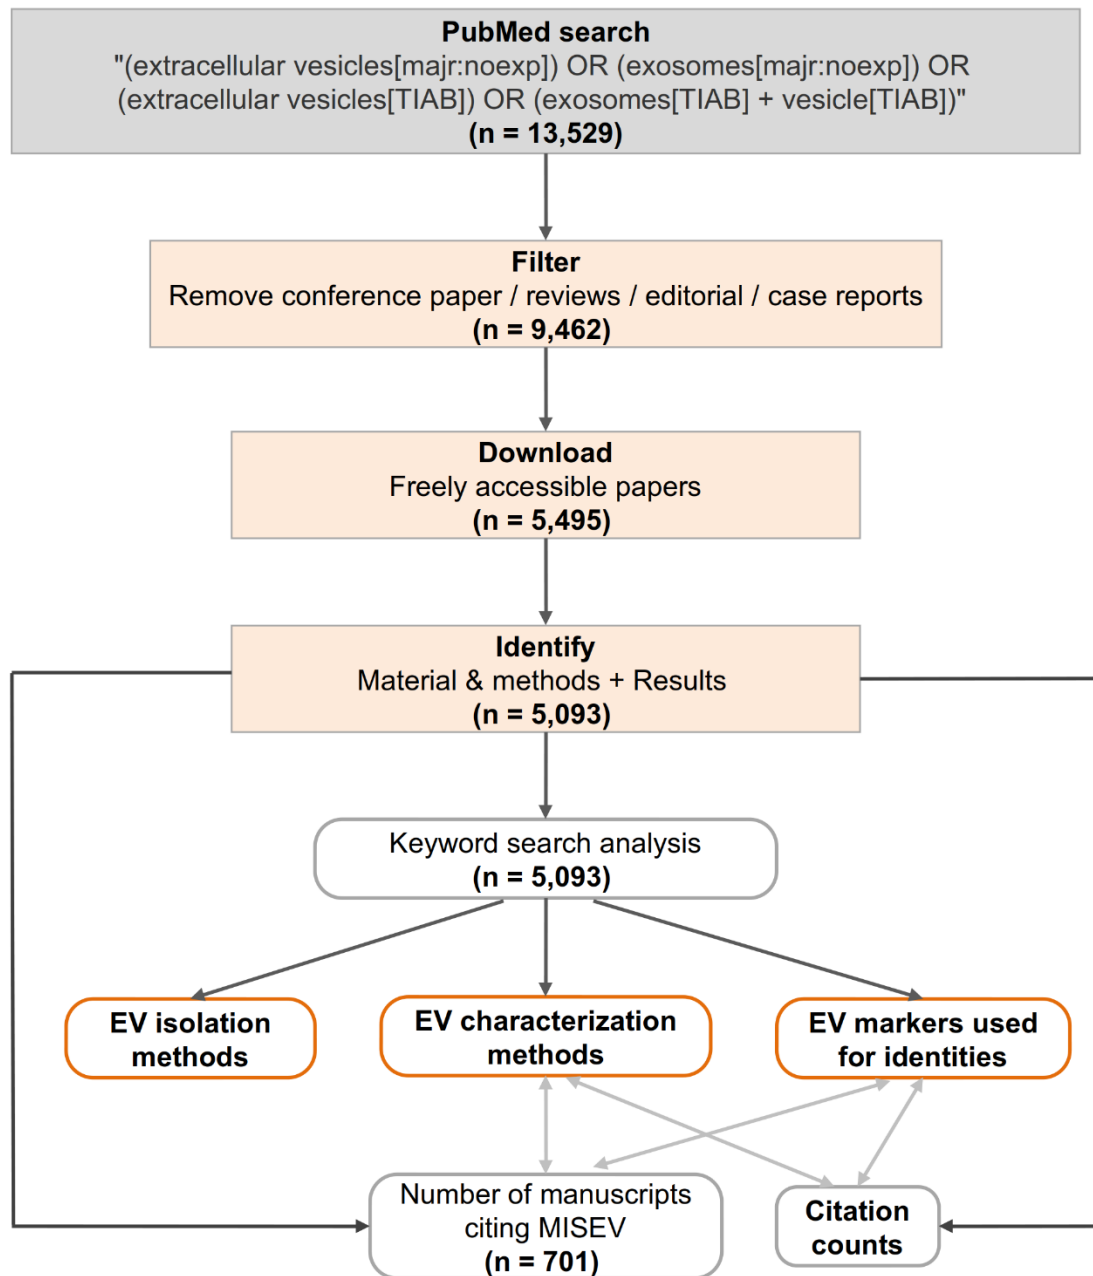 PubMed search
"(extracellular vesicles[majr:noexp]) OR (exosomes[majr:noexp]) OR
(extracellular vesicles[TIAB]) OR (exosomes[TIAB] + vesicle[TIAB])"
(n = 13,529)
Filter
Remove conference paper / reviews / editorial / case reports
(n = 9,462)
Download
Freely accessible papers
(n = 5,495)
Identify
Material & methods + Results
(n = 5,093)
Keyword search analysis
(n = 5,093)
EV isolation
methods
EV characterization
methods
EV markers used
for identities
Number of manuscripts
citing MISEV
(n = 701)
Citation
counts